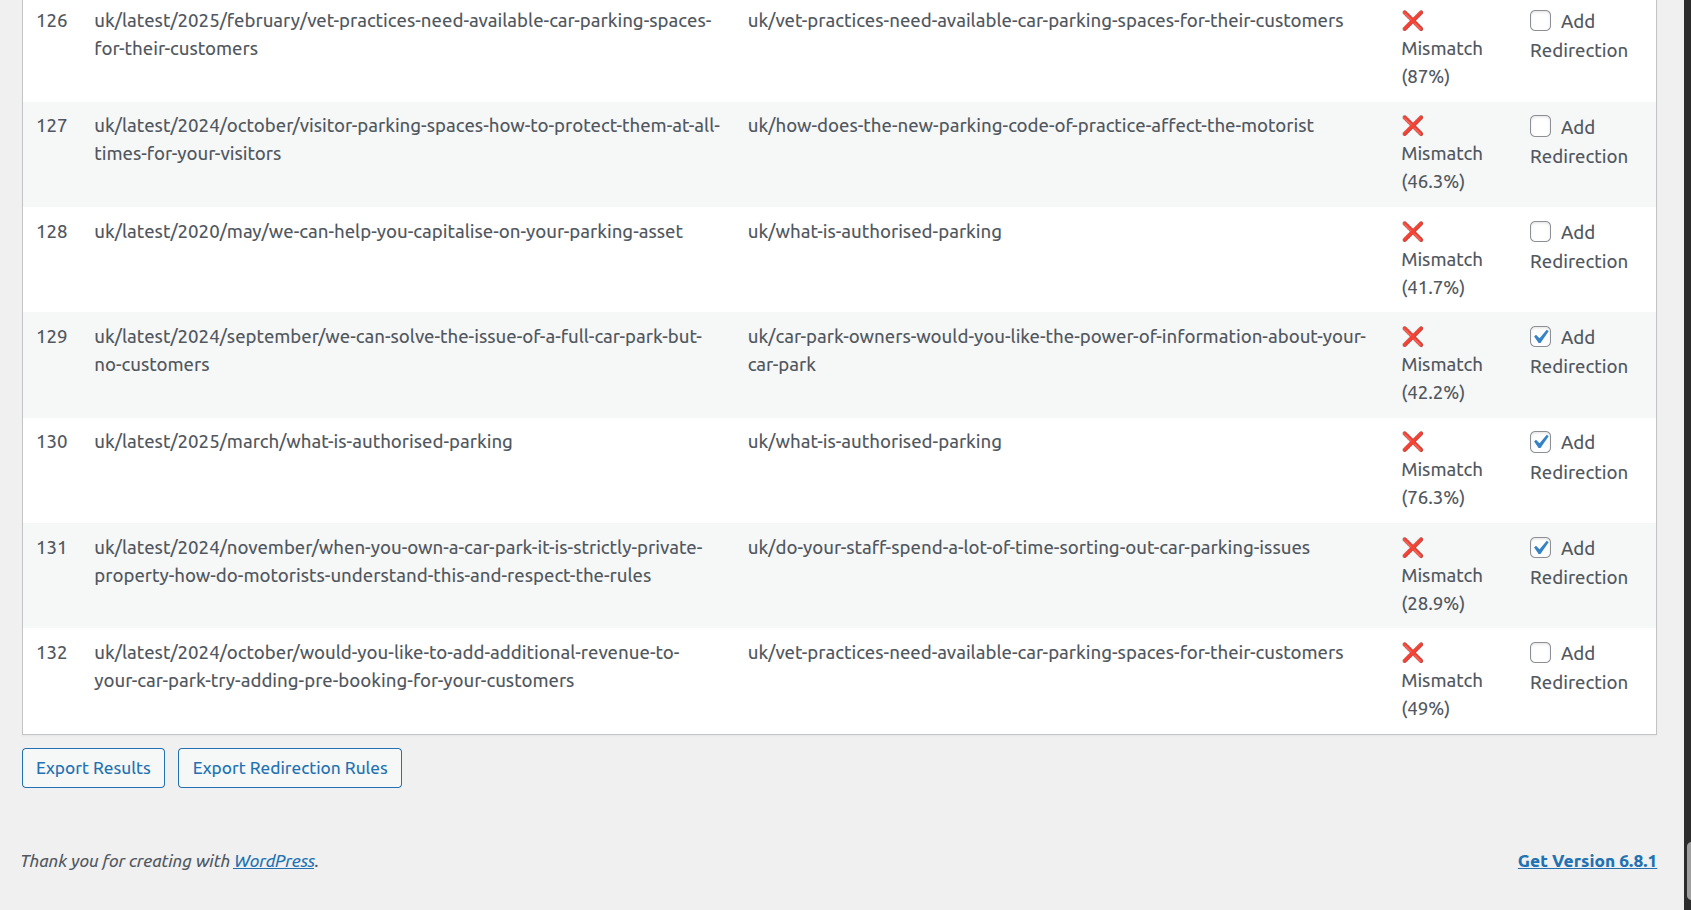 126 uk/latest/2025/february/vet-practices-need-available-car-parking-spaces- uk/vet-practices-need-available-car-parking-spaces-for-their-customers Add
for-their-customers Mismatch Redirection
(87%)
127 uk/latest/2024/october/visitor-parking-spaces-how-to-protect-them-at-all- uk/how-does-the-new-parking-code-of-practice-affect-the-motorist Add
times-for-your-visitors Mismatch Redirection
(46.3%)
128 uk/latest/2020/may/we-can-help-you-capitalise-on-your-parking-asset uk/what-is-authorised-parking Add
Mismatch Redirection
(41.7%)
129 uk/latest/2024/september/we-can-solve-the-issue-of-a-full-car-park-but- uk/car-park-owners-would-you-like-the-power-of-information-about-your- Add
no-customers car-park Mismatch Redirection
(42.2%)
130 uk/latest/2025/march/what-is-authorised-parking uk/what-is-authorised-parking Add
Mismatch Redirection
(76.3%)
131 uk/latest/2024/november/when-you-own-a-car-park-it-is-strictly-private- uk/do-your-staff-spend-a-lot-of-time-sorting-out-car-parking-issues Add
property-how-do-motorists-understand-this-and-respect-the-rules Mismatch Redirection
(28.9%)
132 uk/latest/2024/october/would-you-like-to-add-additional-revenue-to- uk/vet-practices-need-available-car-parking-spaces-for-their-customers Add
your-car-park-try-adding-pre-booking-for-your-customers Mismatch Redirection
(49%)
Export Results Export Redirection Rules
Thank you for creating with WordPress. Get Version 6.8.1